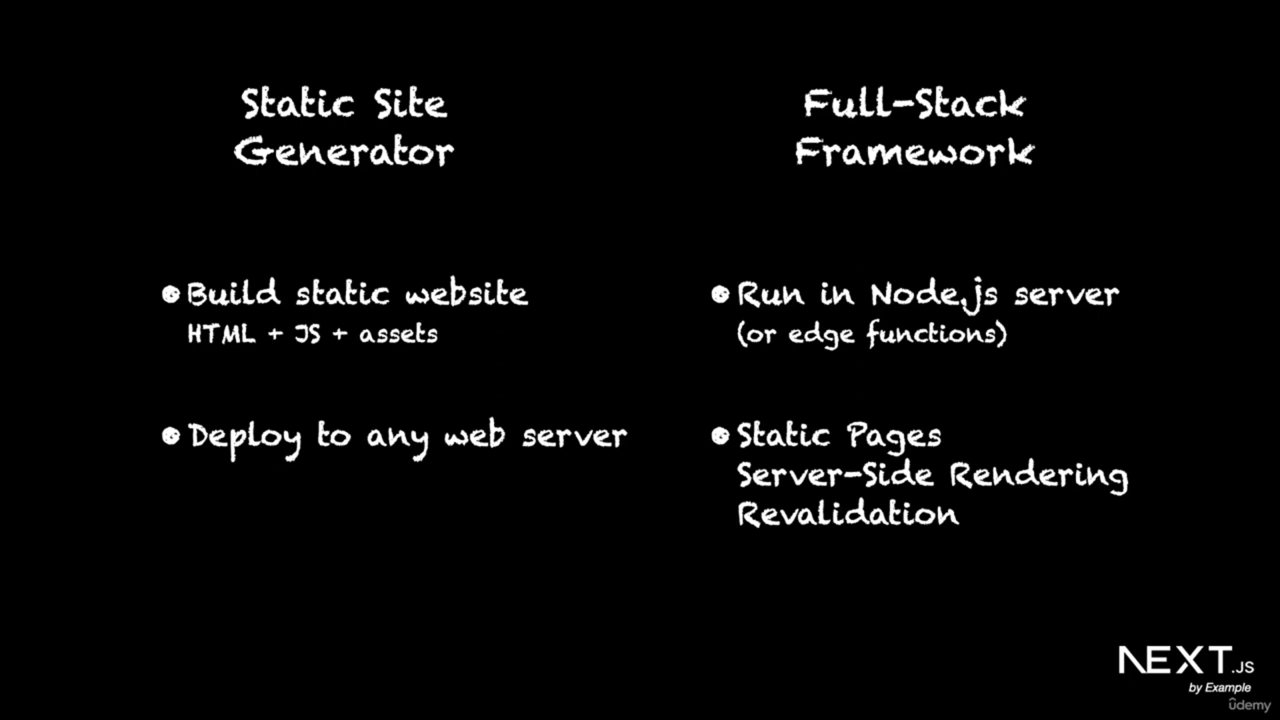 Static Site
Generator
• Build static website
HTML + JS + assets
• Deploy to any web server
Full-Stack
Framework
• Run in Node.js server
(or edge functions)
• Static Pages
Server-Side Rendering
Revalidation
NEXT.JS
by Example
ûdemy